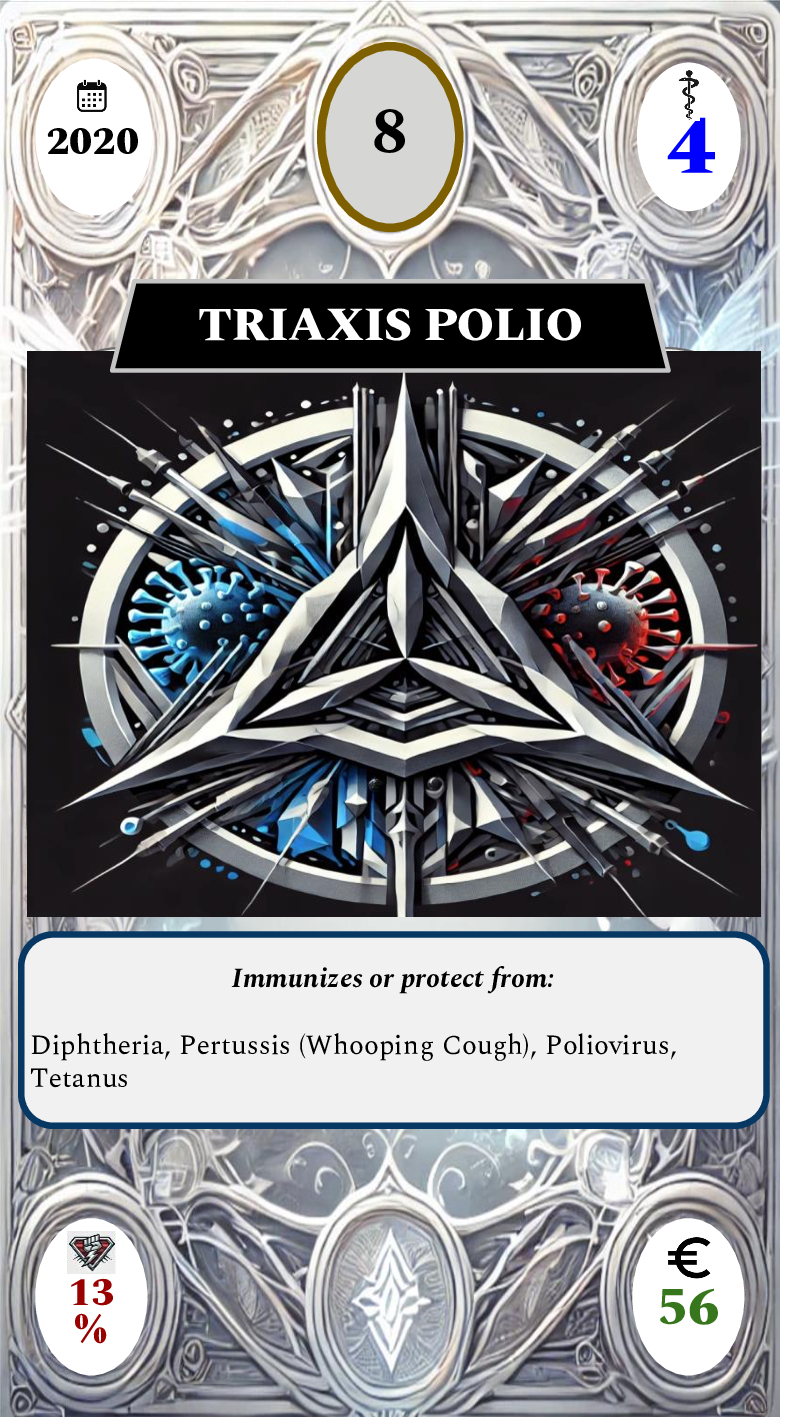 2020
8
4
TRIAXIS POLIO
Immunizes or protect from:
Diphtheria, Pertussis (Whooping Cough), Poliovirus,
Tetanus
13
%
€
56